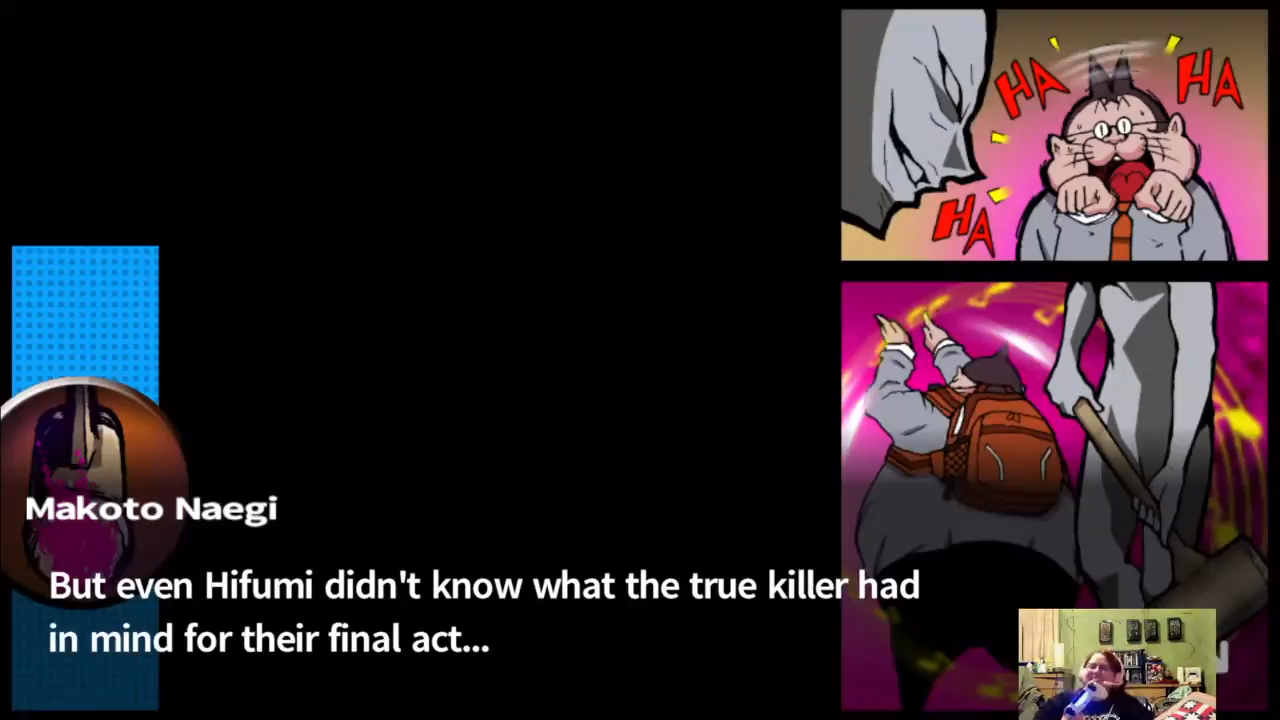 HA
HA
HA
Makoto Naegi
But even Hifumi didn't know what the true killer had
in mind for their final act...